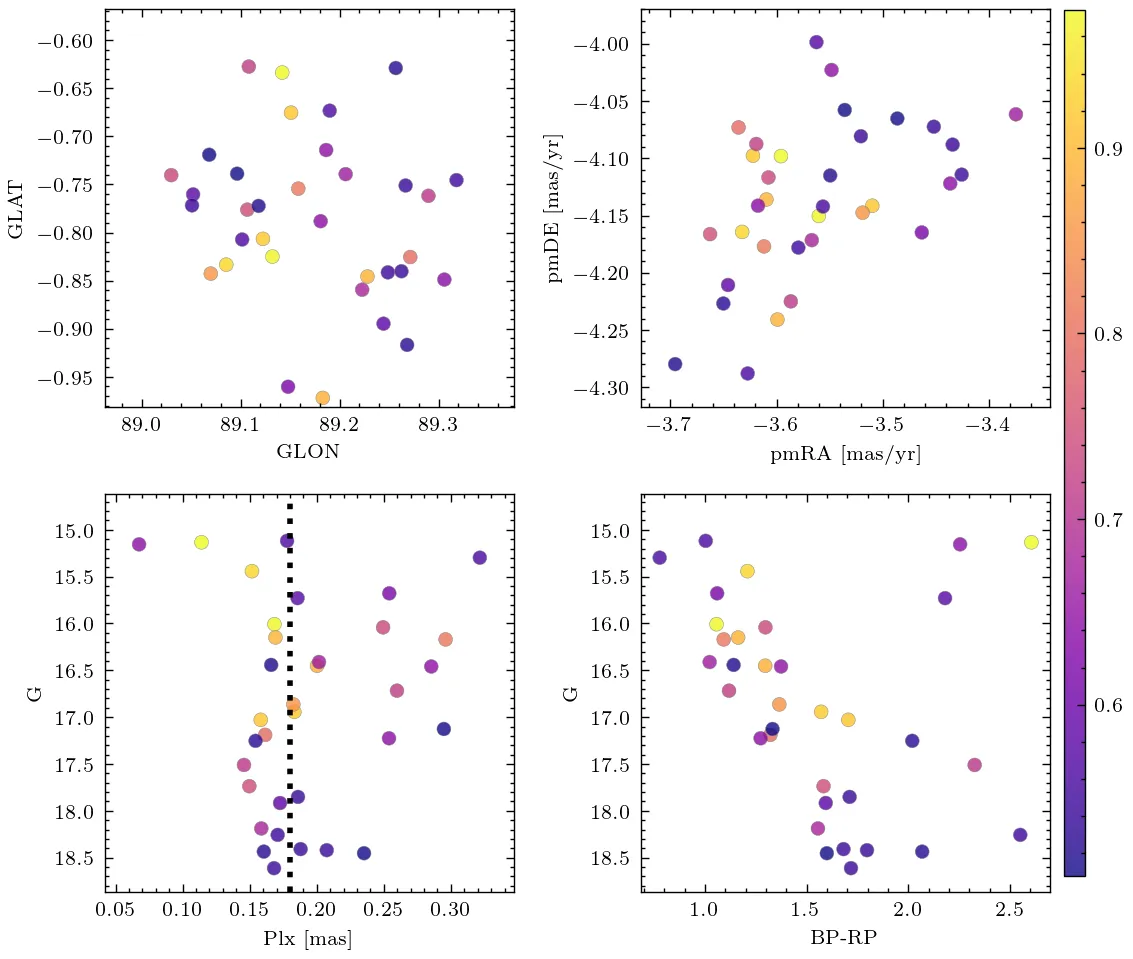 −0.60
−0.65
−0.70
−0.75
−0.80
−0.85
−0.90
−0.95
GLAT
89.0 89.1 89.2 89.3
GLON
−4.00
−4.05
−4.10
−4.15
−4.20
−4.25
−4.30
pmDE [mas/yr]
−3.7 −3.6 −3.5 −3.4
pmRA [mas/yr]
0.9
0.8
0.7
0.6
15.0
15.5
16.0
16.5
17.0
17.5
18.0
18.5
G
0.05 0.10 0.15 0.20 0.25 0.30
Plx [mas]
15.0
15.5
16.0
16.5
17.0
17.5
18.0
18.5
G
1.0 1.5 2.0 2.5
BP-RP